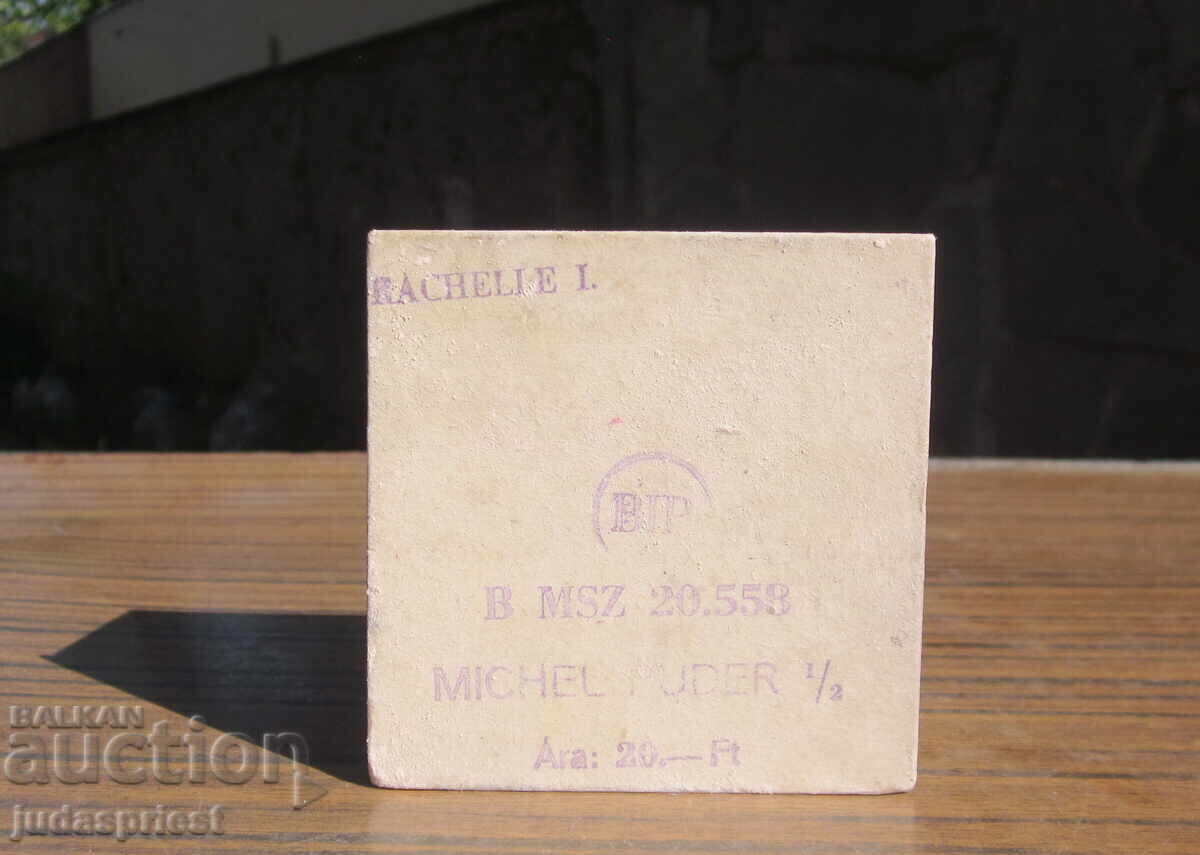 RACHELLE I.
BIP
B MSZ 20.558
MICHEL PUDER 1/2
Ára: 20.— Ft
BALKAN
auction
judaspriest